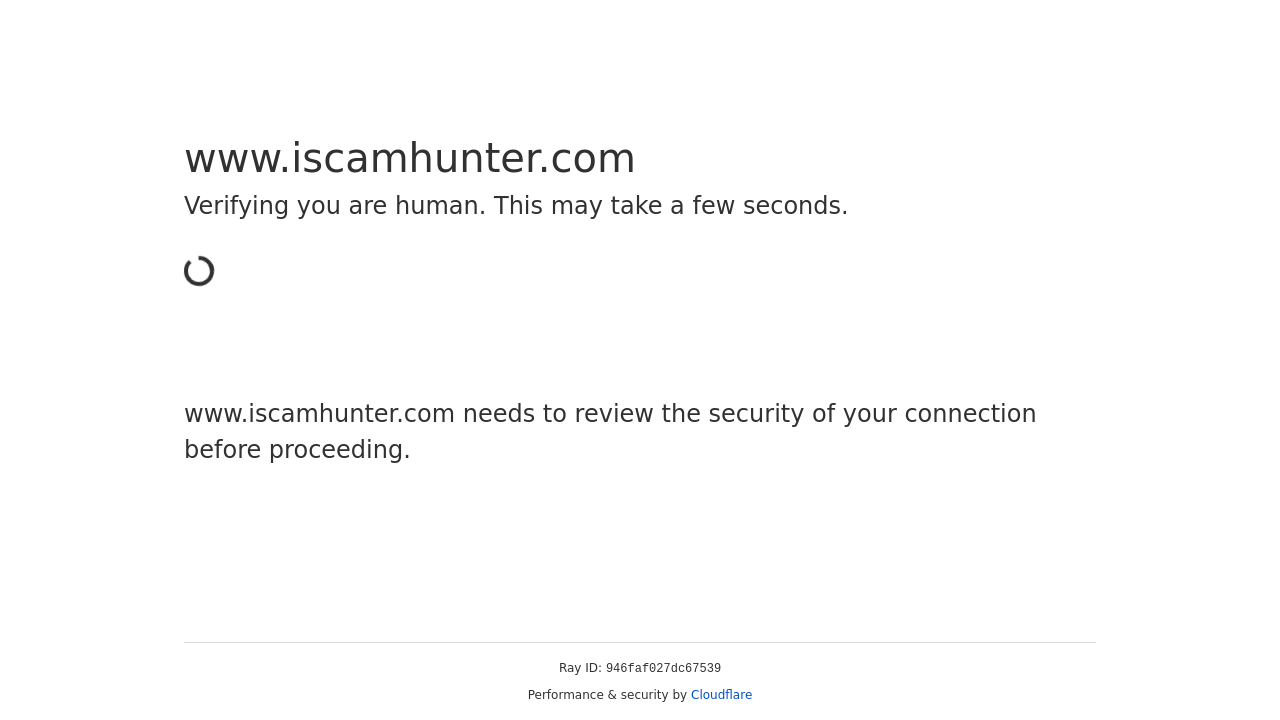 www.iscamhunter.com
Verifying you are human. This may take a few seconds.
www.iscamhunter.com needs to review the security of your connection
before proceeding.
Ray ID: 946faf027dc67539
Performance & security by Cloudflare